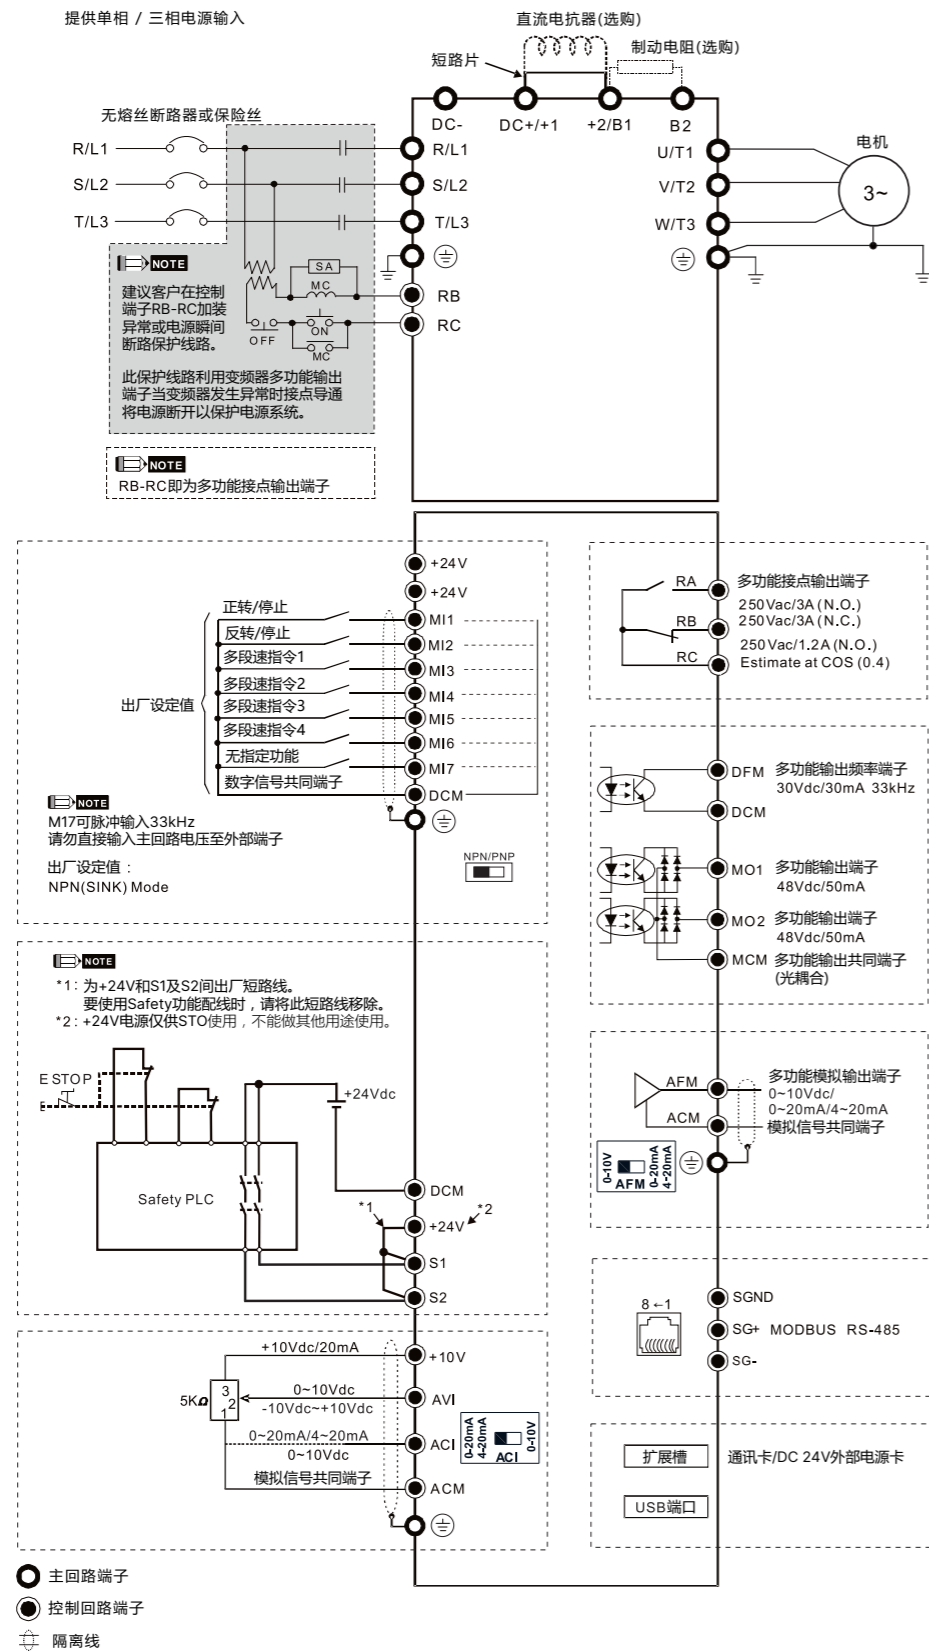 提供单相 / 三相电源输入
直流电抗器(选购)
制动电阻(选购)
短路片
无熔丝断路器或保险丝
DC-
DC+/+1
+2/B1
B2
R/L1
R/L1
U/T1
电机
S/L2
S/L2
V/T2
3~
T/L3
T/L3
W/T3
NOTE
建议客户在控制
端子RB-RC加装
异常或电源瞬间
断路保护线路。
SA
MC
RB
ON
OFF
MC
RC
此保护线路利用变频器多功能输出
端子当变频器发生异常时接点导通
将电源断开以保护电源系统。
NOTE
RB-RC即为多功能接点输出端子
+24V
+24V
正转/停止
MI1
反转/停止
MI2
多段速指令1
MI3
多段速指令2
MI4
出厂设定值
多段速指令3
MI5
多段速指令4
MI6
无指定功能
MI7
数字信号共同端子
DCM
NOTE
M17可脉冲输入33kHz
请勿直接输入主回路电压至外部端子
出厂设定值：
NPN(SINK) Mode
NPN/PNP
RA
多功能接点输出端子
250Vac/3A (N.O.)
RB
250Vac/3A (N.C.)
250Vac/1.2A (N.O.)
RC
Estimate at COS (0.4)
DFM
多功能输出频率端子
30Vdc/30mA 33kHz
DCM
MO1
多功能输出端子
48Vdc/50mA
MO2
多功能输出端子
48Vdc/50mA
MCM
多功能输出共同端子
(光耦合)
NOTE
*1：为+24V和S1及S2间出厂短路线。
要使用Safety功能配线时，请将此短路线移除。
*2：+24V电源仅供STO使用，不能做其他用途使用。
E STOP
+24Vdc
Safety PLC
DCM
*1
+24V
*2
S1
S2
AFM
多功能模拟输出端子
0~10Vdc/
0~20mA/4~20mA
ACM
模拟信号共同端子
0-10V
AFM
0-20mA
4-20mA
8←1
SGND
SG+
MODBUS RS-485
SG-
+10Vdc/20mA
+10V
5KΩ
3
2
1
0~10Vdc
-10Vdc~+10Vdc
AVI
0~20mA/4~20mA
0~10Vdc
ACI
0-20mA
4-20mA
ACI
0-10V
模拟信号共同端子
ACM
扩展槽
通讯卡/DC 24V外部电源卡
USB端口
主回路端子
控制回路端子
隔离线